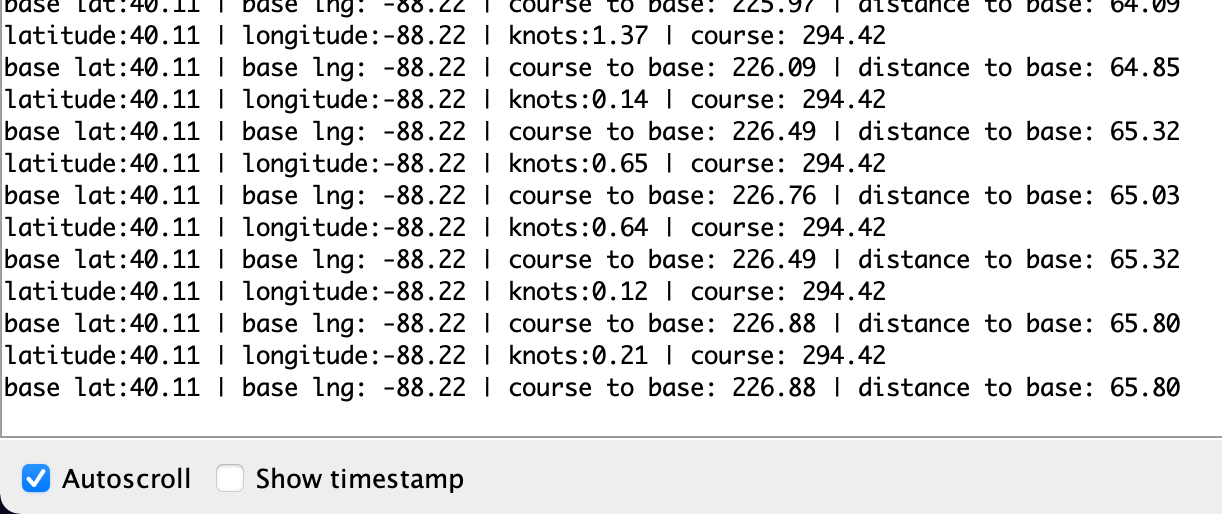 base lat:40.11 | base lng: -88.22 | course to base: 225.97 | distance to base: 64.09
latitude:40.11 | longitude:-88.22 | knots:1.37 | course: 294.42
base lat:40.11 | base lng: -88.22 | course to base: 226.09 | distance to base: 64.85
latitude:40.11 | longitude:-88.22 | knots:0.14 | course: 294.42
base lat:40.11 | base lng: -88.22 | course to base: 226.49 | distance to base: 65.32
latitude:40.11 | longitude:-88.22 | knots:0.65 | course: 294.42
base lat:40.11 | base lng: -88.22 | course to base: 226.76 | distance to base: 65.03
latitude:40.11 | longitude:-88.22 | knots:0.64 | course: 294.42
base lat:40.11 | base lng: -88.22 | course to base: 226.49 | distance to base: 65.32
latitude:40.11 | longitude:-88.22 | knots:0.12 | course: 294.42
base lat:40.11 | base lng: -88.22 | course to base: 226.88 | distance to base: 65.80
latitude:40.11 | longitude:-88.22 | knots:0.21 | course: 294.42
base lat:40.11 | base lng: -88.22 | course to base: 226.88 | distance to base: 65.80
Autoscroll Show timestamp